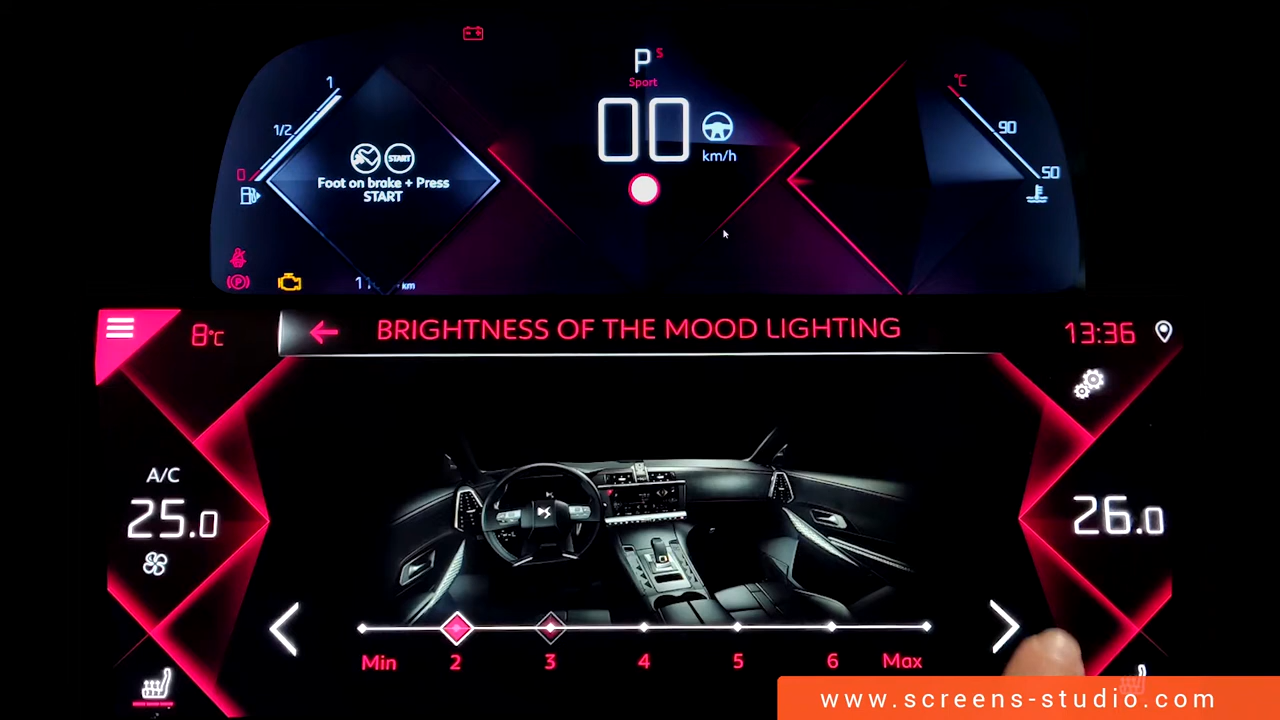 P S
Sport
00
km/h
1
1/2
0
START
Foot on brake + Press
START
°C
90
50
km
8°C
BRIGHTNESS OF THE MOOD LIGHTING
13:36
A/C
25.0
26.0
Min 2 3 4 5 6 Max
www.screens-studio.com